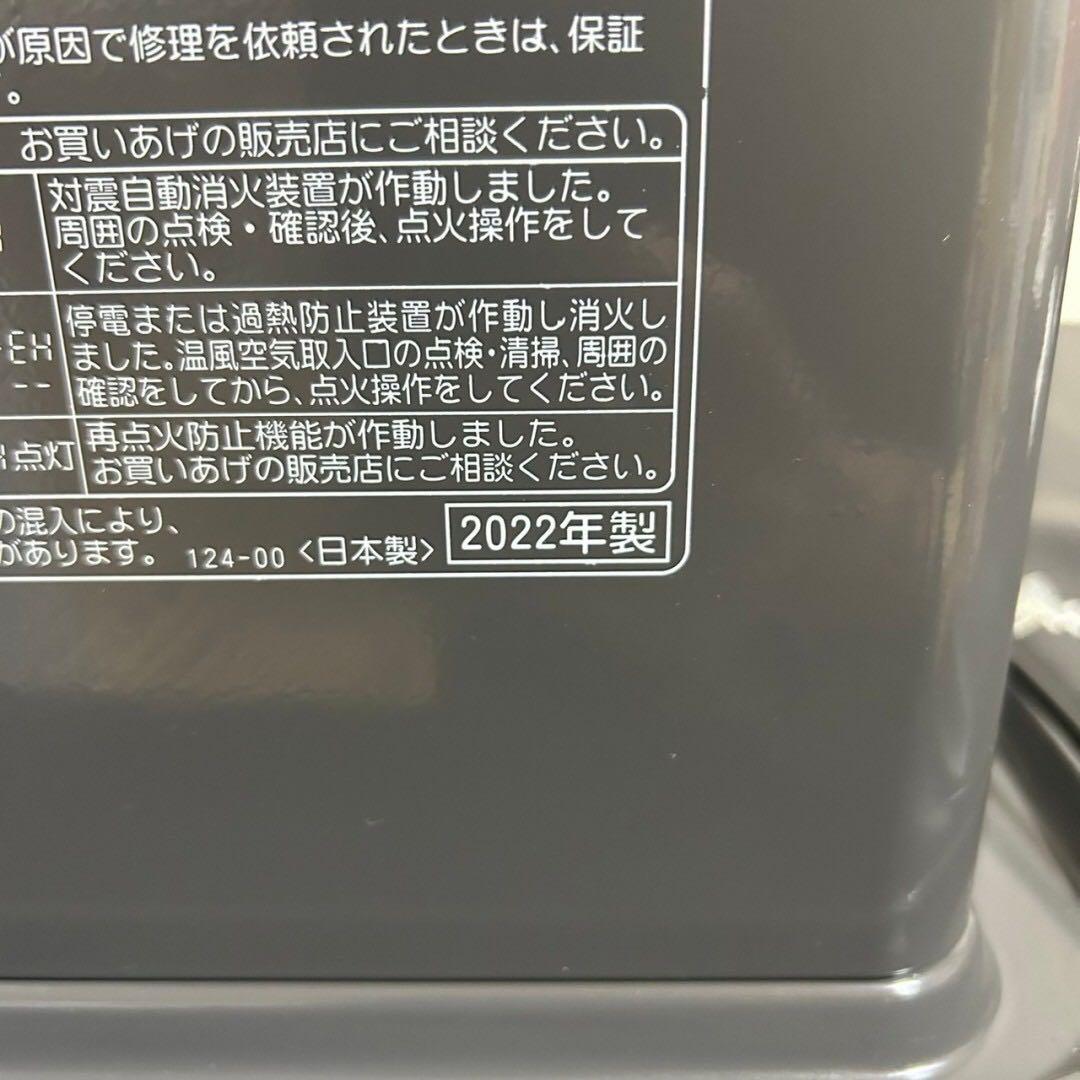 が原因で修理を依頼されたときは、保証
。
お買いあげの販売店にご相談ください。
対震自動消火装置が作動しました。
周囲の点検・確認後、点火操作をして
ください。
EH
--
停電または過熱防止装置が作動し消火し
ました。温風空気取入口の点検・清掃、周囲の
確認をしてから、点火操作をしてください。
点灯
再点火防止機能が作動しました。
お買いあげの販売店にご相談ください。
の混入により、
があります。 124-00 <日本製> 2022年製